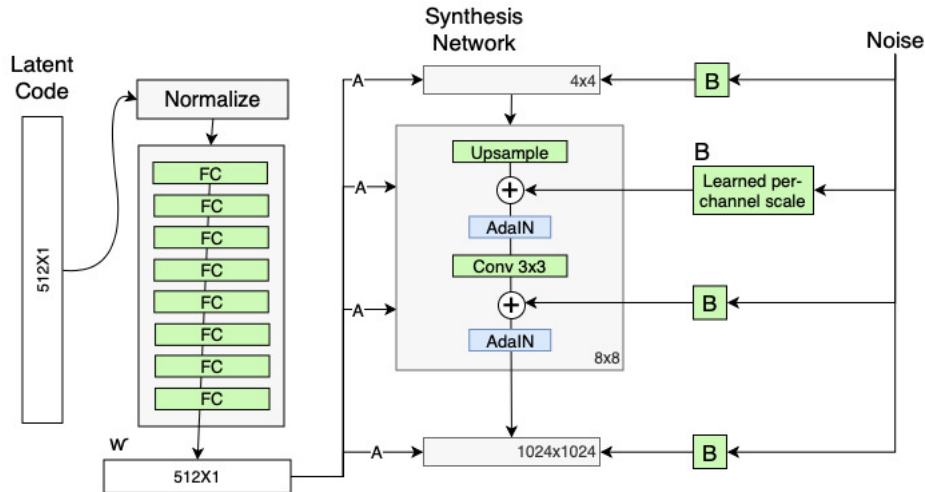 Latent
Code
512X1
Normalize
FC
FC
FC
FC
FC
FC
FC
FC
w
512X1
Synthesis
Network
Noise
A
4x4
B
Upsample
A
B
Learned per-
channel scale
AdaIN
Conv 3x3
A
B
AdaIN
8x8
A
1024x1024
B